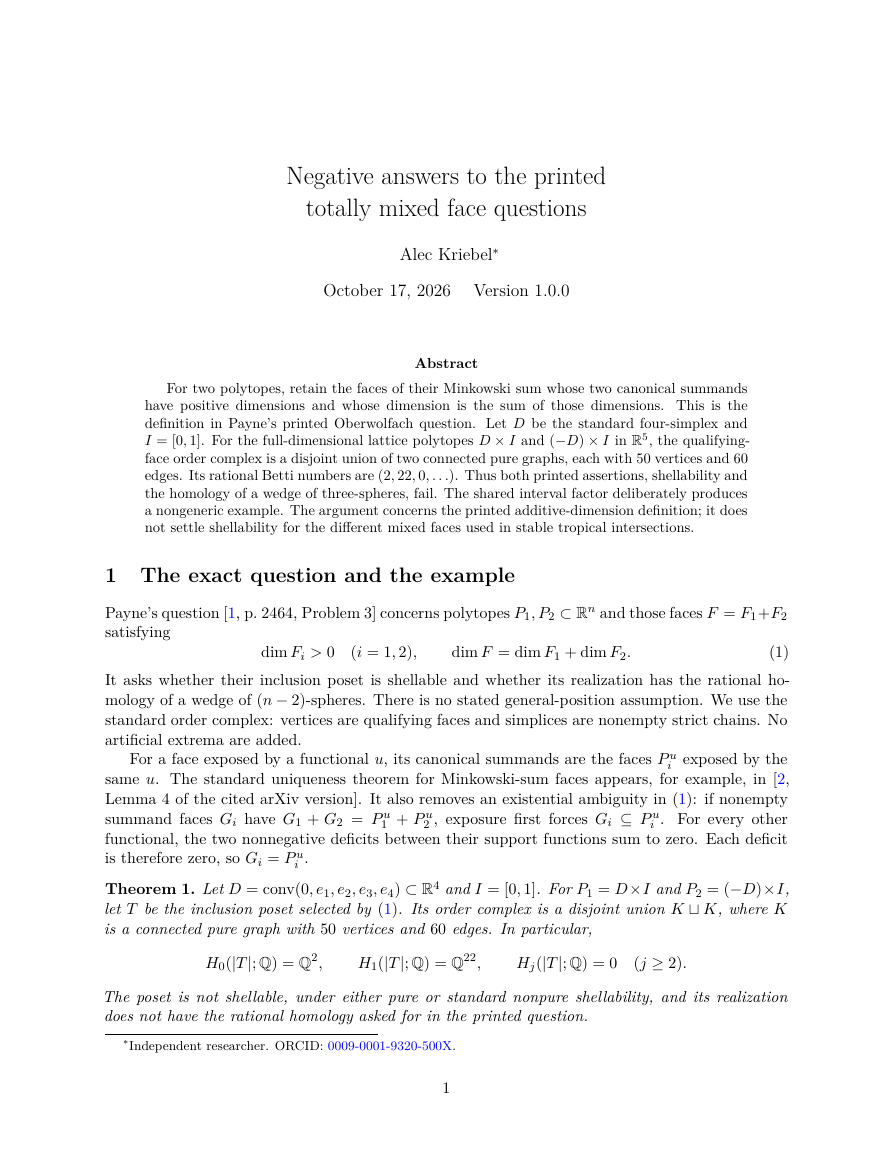 Negative answers to the printed
totally mixed face questions
Alec Kriebel*
October 17, 2026 Version 1.0.0
Abstract
For two polytopes, retain the faces of their Minkowski sum whose two canonical summands
have positive dimensions and whose dimension is the sum of those dimensions. This is the
definition in Payne's printed Oberwolfach question. Let D be the standard four-simplex and
I = [0, 1]. For the full-dimensional lattice polytopes D × I and (−D) × I in ℝ⁵, the qualifying-
face order complex is a disjoint union of two connected pure graphs, each with 50 vertices and 60
edges. Its rational Betti numbers are (2, 22, 0, . . .). Thus both printed assertions, shellability and
the homology of a wedge of three-spheres, fail. The shared interval factor deliberately produces
a nongeneric example. The argument concerns the printed additive-dimension definition; it does
not settle shellability for the different mixed faces used in stable tropical intersections.
1 The exact question and the example
Payne's question [1, p. 2464, Problem 3] concerns polytopes P₁, P₂ ⊂ ℝⁿ and those faces F = F₁+F₂
satisfying
dim Fᵢ > 0 (i = 1, 2), dim F = dim F₁ + dim F₂. (1)
It asks whether their inclusion poset is shellable and whether its realization has the rational ho-
mology of a wedge of (n − 2)-spheres. There is no stated general-position assumption. We use the
standard order complex: vertices are qualifying faces and simplices are nonempty strict chains. No
artificial extrema are added.
For a face exposed by a functional u, its canonical summands are the faces Pᵢᵘ exposed by the
same u. The standard uniqueness theorem for Minkowski-sum faces appears, for example, in [2,
Lemma 4 of the cited arXiv version]. It also removes an existential ambiguity in (1): if nonempty
summand faces Gᵢ have G₁ + G₂ = P₁ᵘ + P₂ᵘ, exposure first forces Gᵢ ⊆ Pᵢᵘ. For every other
functional, the two nonnegative deficits between their support functions sum to zero. Each deficit
is therefore zero, so Gᵢ = Pᵢᵘ.
Theorem 1. Let D = conv(0, e₁, e₂, e₃, e₄) ⊂ ℝ⁴ and I = [0, 1]. For P₁ = D×I and P₂ = (−D)×I,
let T be the inclusion poset selected by (1). Its order complex is a disjoint union K ⊔ K, where K
is a connected pure graph with 50 vertices and 60 edges. In particular,
H₀(|T|; ℚ) = ℚ², H₁(|T|; ℚ) = ℚ²², Hⱼ(|T|; ℚ) = 0 (j ≥ 2).
The poset is not shellable, under either pure or standard nonpure shellability, and its realization
does not have the rational homology asked for in the printed question.
*Independent researcher. ORCID: 0009-0001-9320-500X.
1